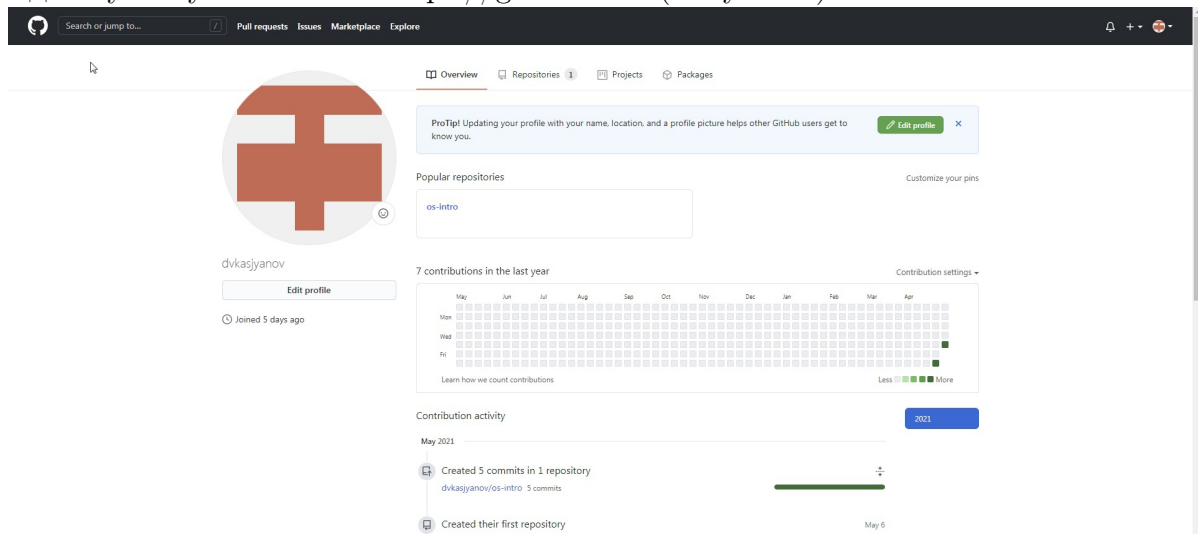 Search or jump to...
/
Pull requests Issues Marketplace Explore
Overview Repositories 1 Projects Packages
ProTip! Updating your profile with your name, location, and a profile picture helps other GitHub users get to
know you.
Edit profile
Popular repositories
Customize your pins
os-intro
dvkasjyanov
Edit profile
Joined 5 days ago
7 contributions in the last year
Contribution settings
May Jun Jul Aug Sep Oct Nov Dec Jan Feb Mar Apr
Mon
Wed
Fri
Learn how we count contributions
Less More
Contribution activity
2021
May 2021
Created 5 commits in 1 repository
dvkasjyanov/os-intro 5 commits
Created their first repository
May 6